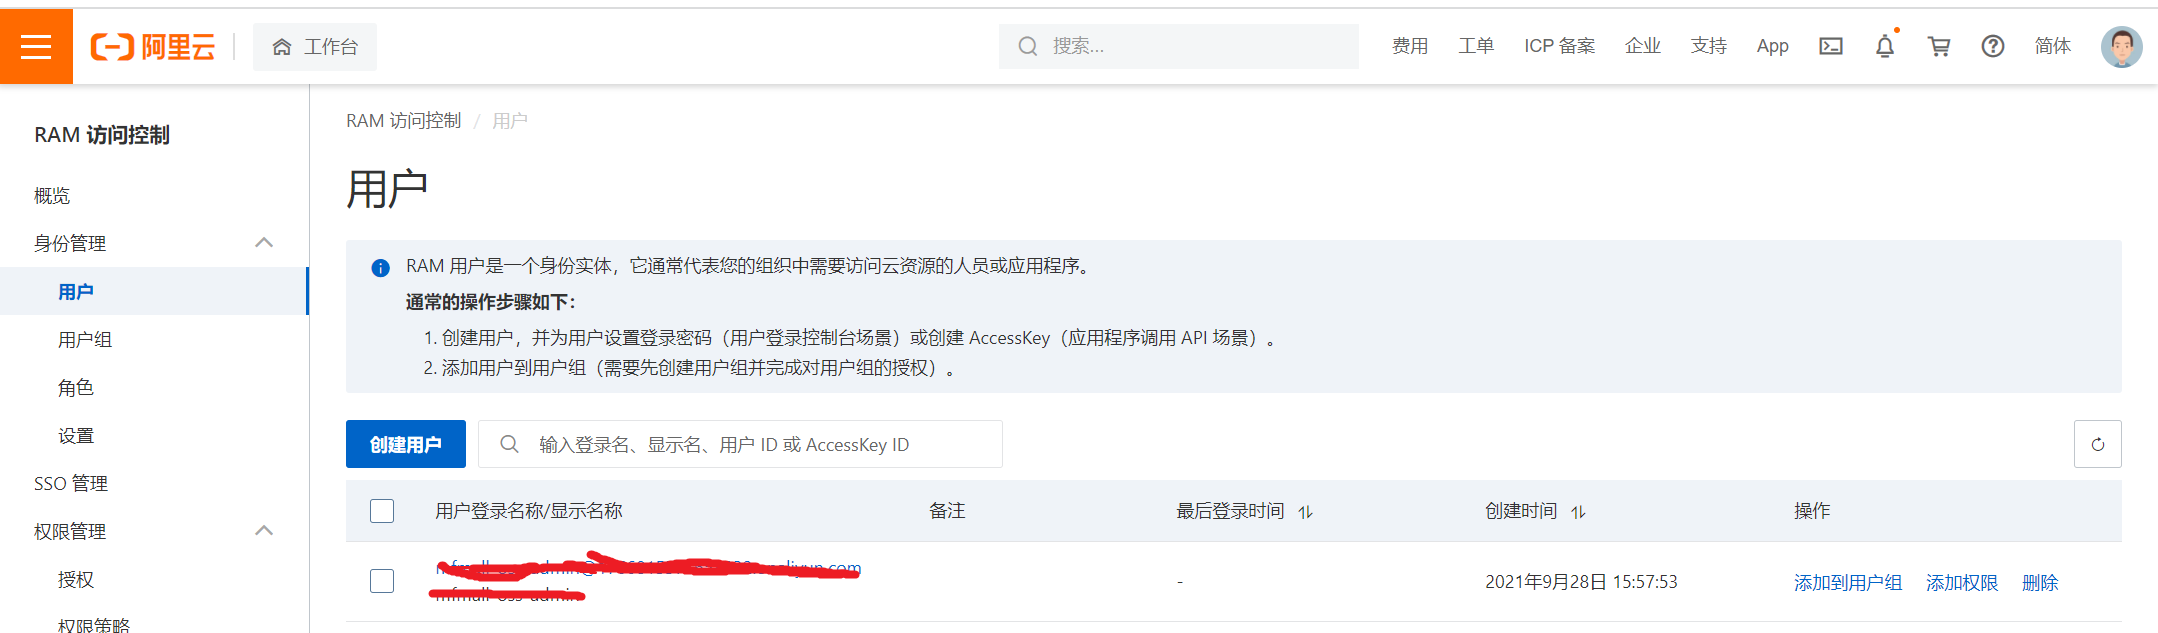 阿里云
工作台
搜索...
费用 工单 ICP 备案 企业 支持 App 简体
RAM 访问控制
概览
身份管理
用户
用户组
角色
设置
SSO 管理
权限管理
授权
权限策略
RAM 访问控制 / 用户
用户
RAM 用户是一个身份实体，它通常代表您的组织中需要访问云资源的人员或应用程序。
通常的操作步骤如下：
1. 创建用户，并为用户设置登录密码（用户登录控制台场景）或创建 AccessKey（应用程序调用 API 场景）。
2. 添加用户到用户组（需要先创建用户组并完成对用户组的授权）。
创建用户
输入登录名、显示名、用户 ID 或 AccessKey ID
用户登录名称/显示名称 备注 最后登录时间 创建时间 操作
- 2021年9月28日 15:57:53 添加到用户组 添加权限 删除